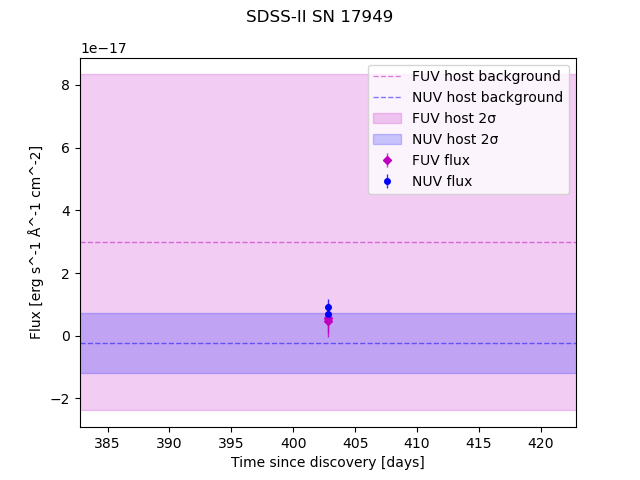 SDSS-II SN 17949
1e−17
FUV host background
NUV host background
FUV host 2σ
NUV host 2σ
FUV flux
NUV flux
8
6
4
2
0
−2
Flux [erg s^-1 Å^-1 cm^-2]
385 390 395 400 405 410 415 420
Time since discovery [days]